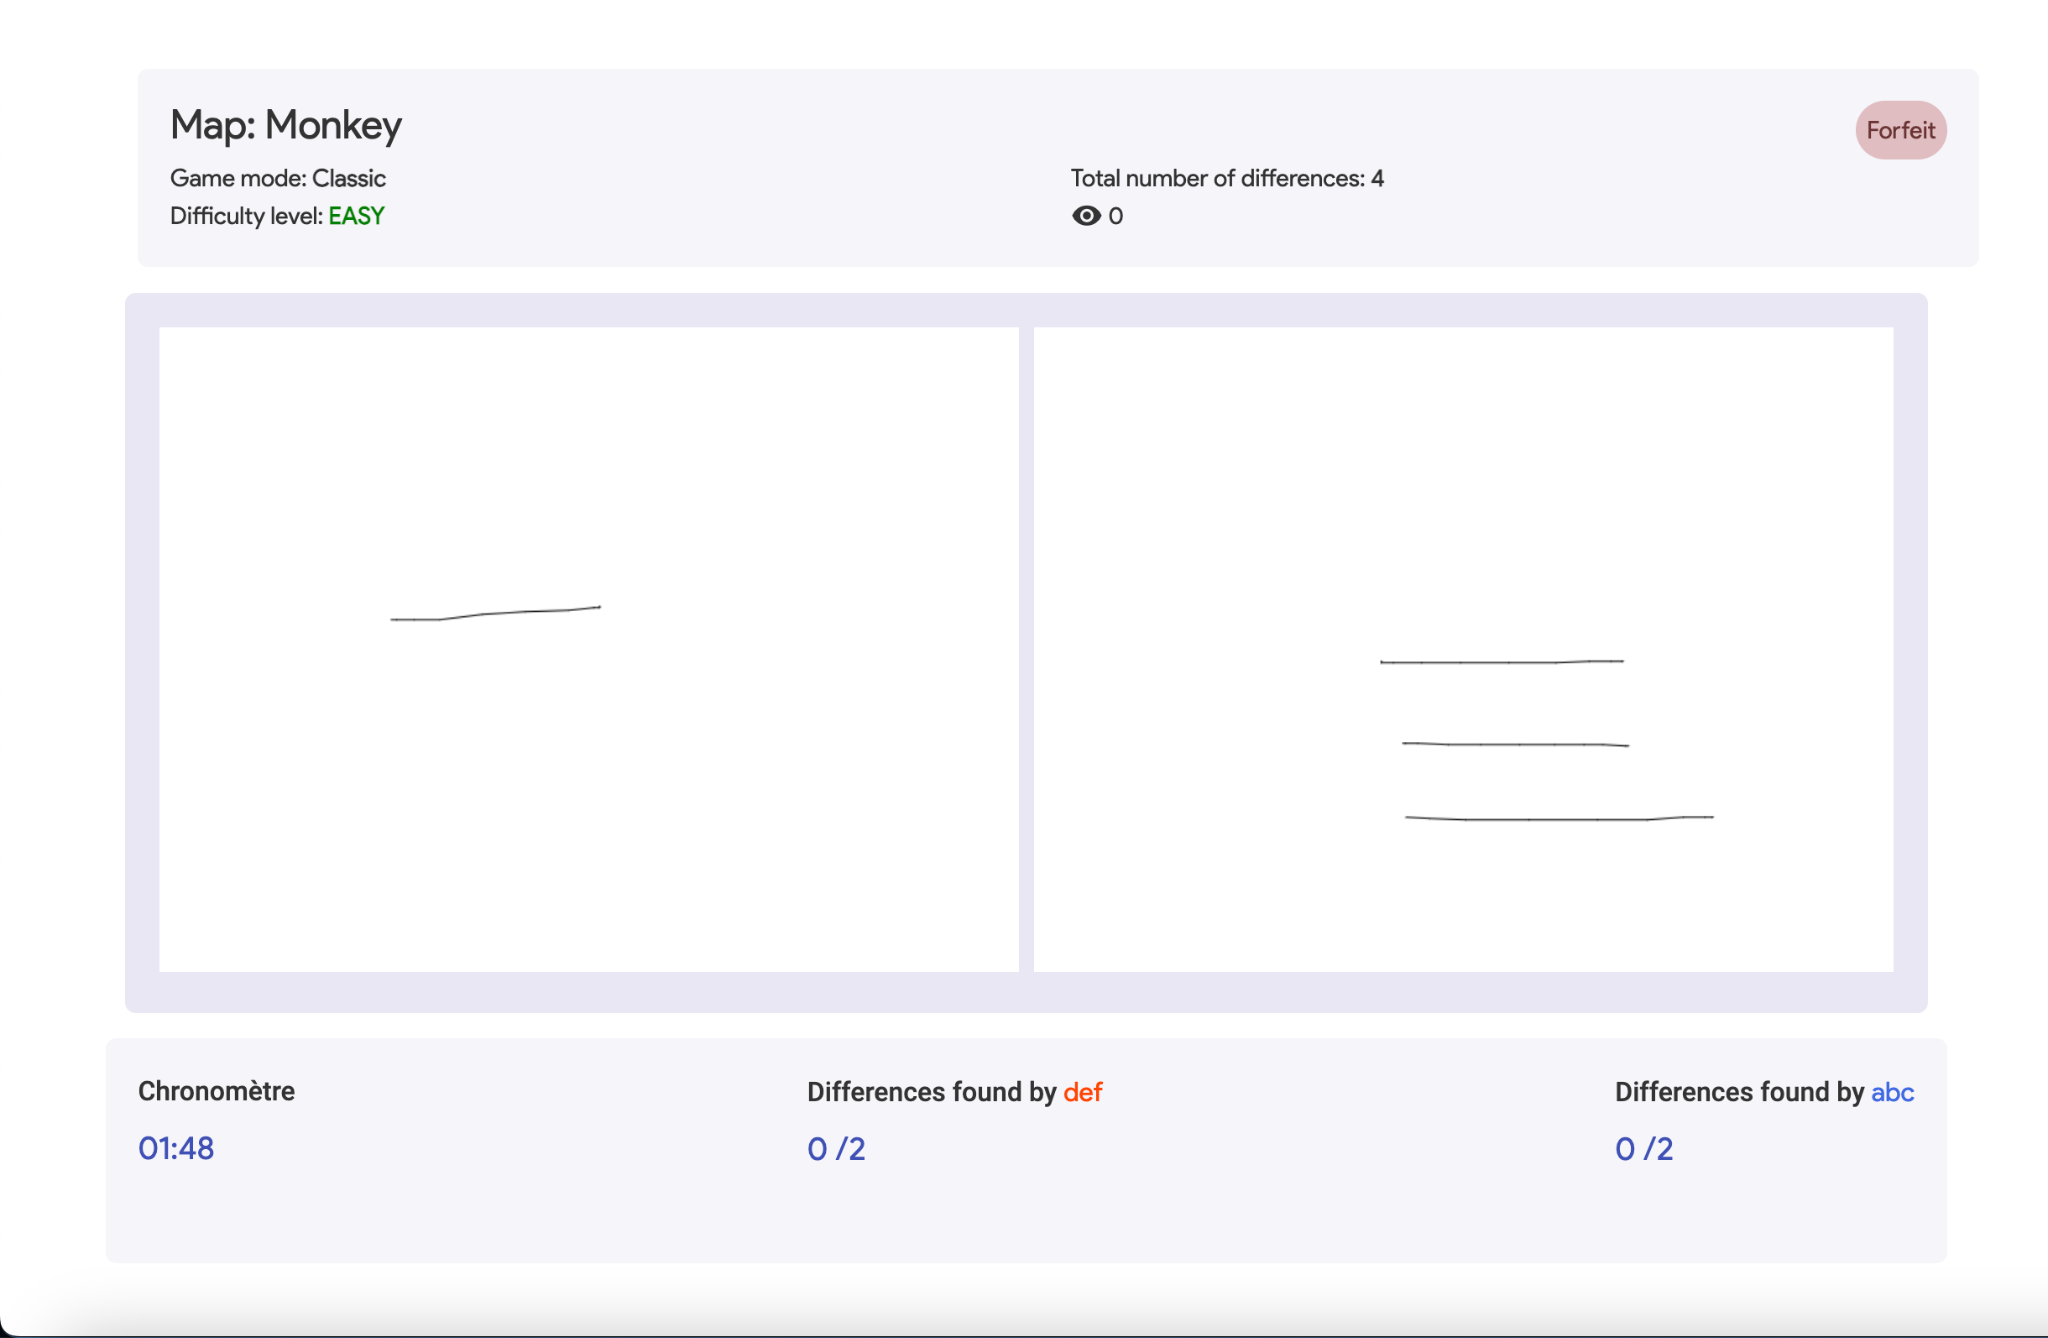 Map: Monkey
Forfeit
Game mode: Classic
Total number of differences: 4
Difficulty level: EASY
0
Chronomètre
Differences found by def
Differences found by abc
01:48
0 /2
0 /2